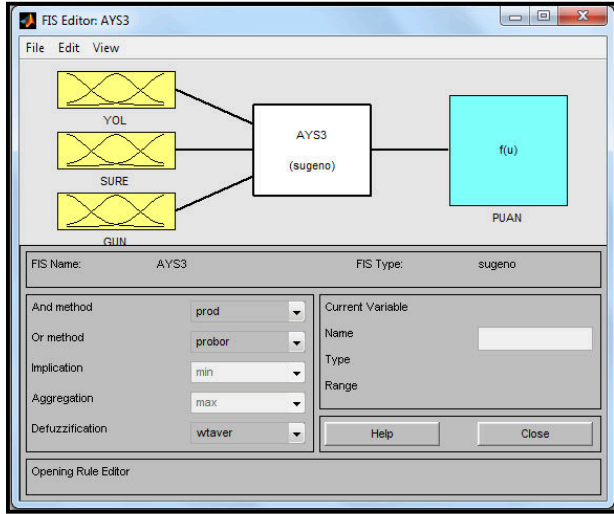 FIS Editor: AYS3
File Edit View
YOL
SURE
GUN
AYS3
(sugeno)
f(u)
PUAN
FIS Name: AYS3 FIS Type: sugeno
And method prod
Or method probor
Implication min
Aggregation max
Defuzzification wtaver
Current Variable
Name
Type
Range
Help Close
Opening Rule Editor